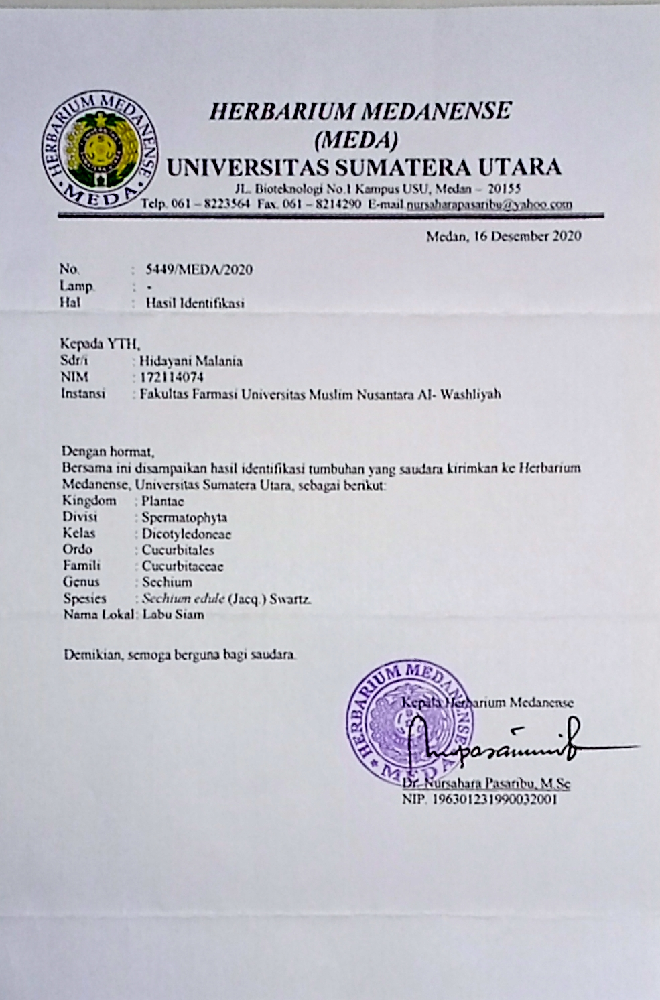 HERBARIUM MEDANENSE
MEDA
HERBARIUM MEDANENSE
(MEDA)
UNIVERSITAS SUMATERA UTARA
JL. Bioteknologi No.1 Kampus USU, Medan – 20155
Telp. 061 – 8223564 Fax. 061 – 8214290 E-mail.nursaharapasaribu@yahoo.com
Medan, 16 Desember 2020
No. : 5449/MEDA/2020
Lamp. : -
Hal : Hasil Identifikasi
Kepada YTH,
Sdr/i : Hidayani Malania
NIM : 172114074
Instansi : Fakultas Farmasi Universitas Muslim Nusantara Al- Washliyah
Dengan hormat,
Bersama ini disampaikan hasil identifikasi tumbuhan yang saudara kirimkan ke Herbarium
Medanense, Universitas Sumatera Utara, sebagai berikut:
Kingdom : Plantae
Divisi : Spermatophyta
Kelas : Dicotyledoneae
Ordo : Cucurbitales
Famili : Cucurbitaceae
Genus : Sechium
Spesies : Sechium edule (Jacq.) Swartz.
Nama Lokal: Labu Siam
Demikian, semoga berguna bagi saudara.
HERBARIUM MEDANENSE
MEDA
Kepala Herbarium Medanense
Dr. Nursahara Pasaribu, M.Sc
NIP. 196301231990032001